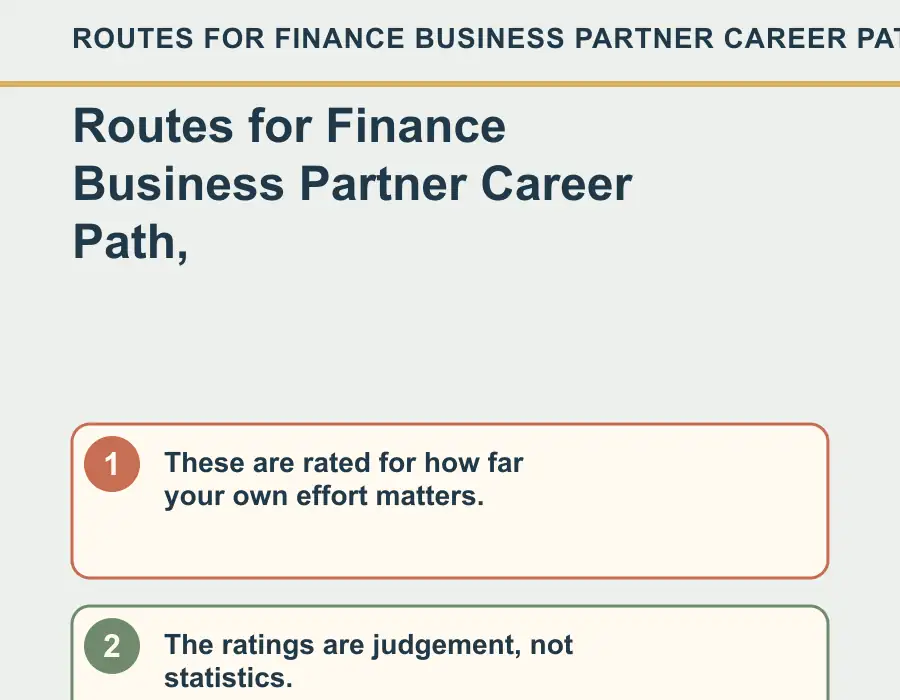 ROUTES FOR FINANCE BUSINESS PARTNER CAREER
Routes for Finance
Business Partner Career
Path,
1
These are rated for how far
your own effort matters.
2
The ratings are judgement, not
statistics.